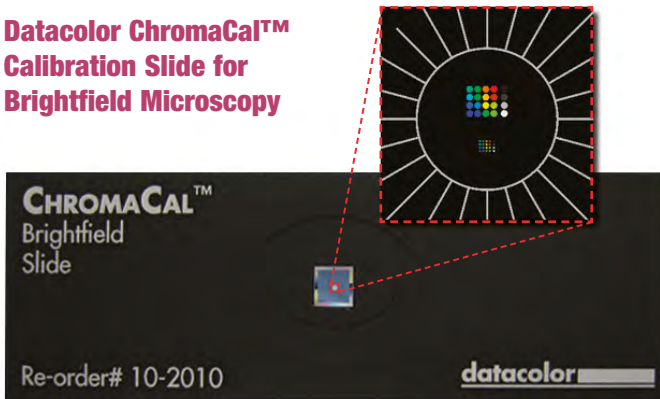 Datacolor ChromaCal™
Calibration Slide for
Brightfield Microscopy
CHROMACAL™
Brightfield
Slide
Re-order# 10-2010
datacolor